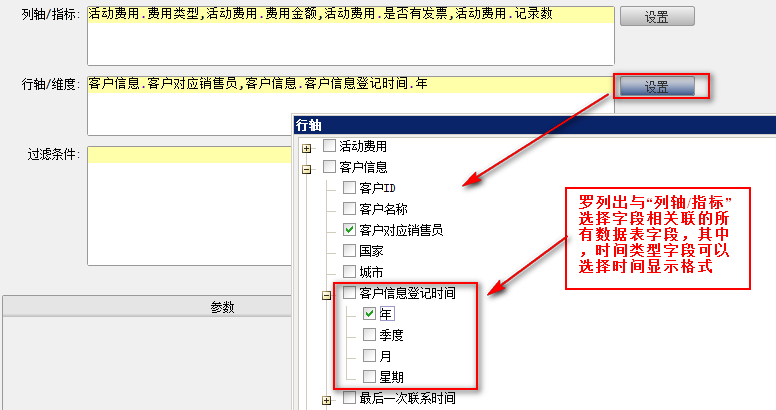 列轴/指标:
活动费用.费用类型,活动费用.费用金额,活动费用.是否有发票,活动费用.记录数
设置
行轴/维度:
客户信息.客户对应销售员,客户信息.客户信息登记时间.年
设置
过滤条件:
参数
行轴
活动费用
客户信息
客户ID
客户名称
客户对应销售员
国家
城市
客户信息登记时间
年
季度
月
星期
最后一次联系时间
罗列出与“列轴/指标”
选择字段相关联的所
有数据表字段，其中
，时间类型字段可以
选择时间显示格式